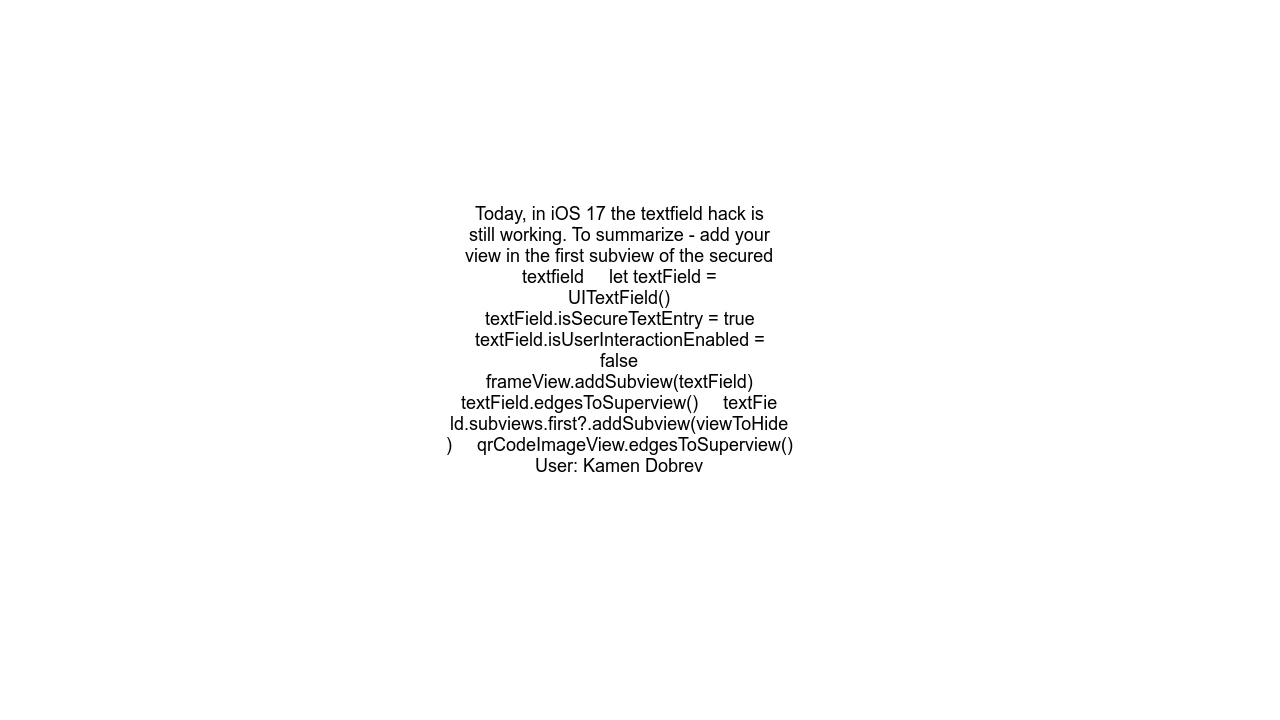 Today, in iOS 17 the textfield hack is
still working. To summarize - add your
view in the first subview of the secured
textfield     let textField =
UITextField()
textField.isSecureTextEntry = true
textField.isUserInteractionEnabled =
false
frameView.addSubview(textField)
textField.edgesToSuperview()     textFie
ld.subviews.first?.addSubview(viewToHide
)     qrCodeImageView.edgesToSuperview()
User: Kamen Dobrev